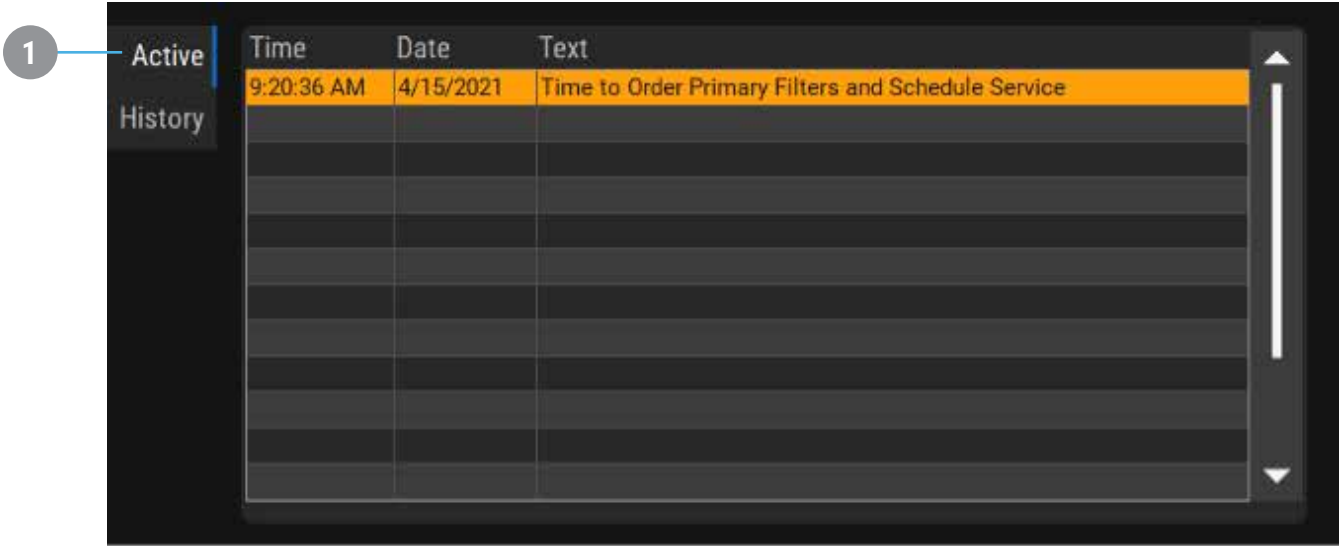 1
Active
History
Time Date Text
9:20:36 AM 4/15/2021 Time to Order Primary Filters and Schedule Service